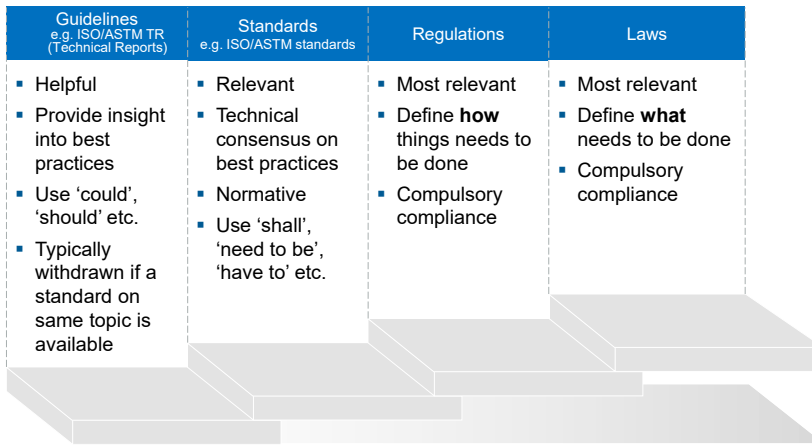 Guidelines
e.g. ISO/ASTM TR
(Technical Reports)
▪ Helpful
▪ Provide insight
into best
practices
▪ Use ‘could’,
‘should’ etc.
▪ Typically
withdrawn if a
standard on
same topic is
available
Standards
e.g. ISO/ASTM standards
▪ Relevant
▪ Technical
consensus on
best practices
▪ Normative
▪ Use ‘shall’,
‘need to be’,
‘have to’ etc.
Regulations
▪ Most relevant
▪ Define how
things needs to
be done
▪ Compulsory
compliance
Laws
▪ Most relevant
▪ Define what
needs to be done
▪ Compulsory
compliance